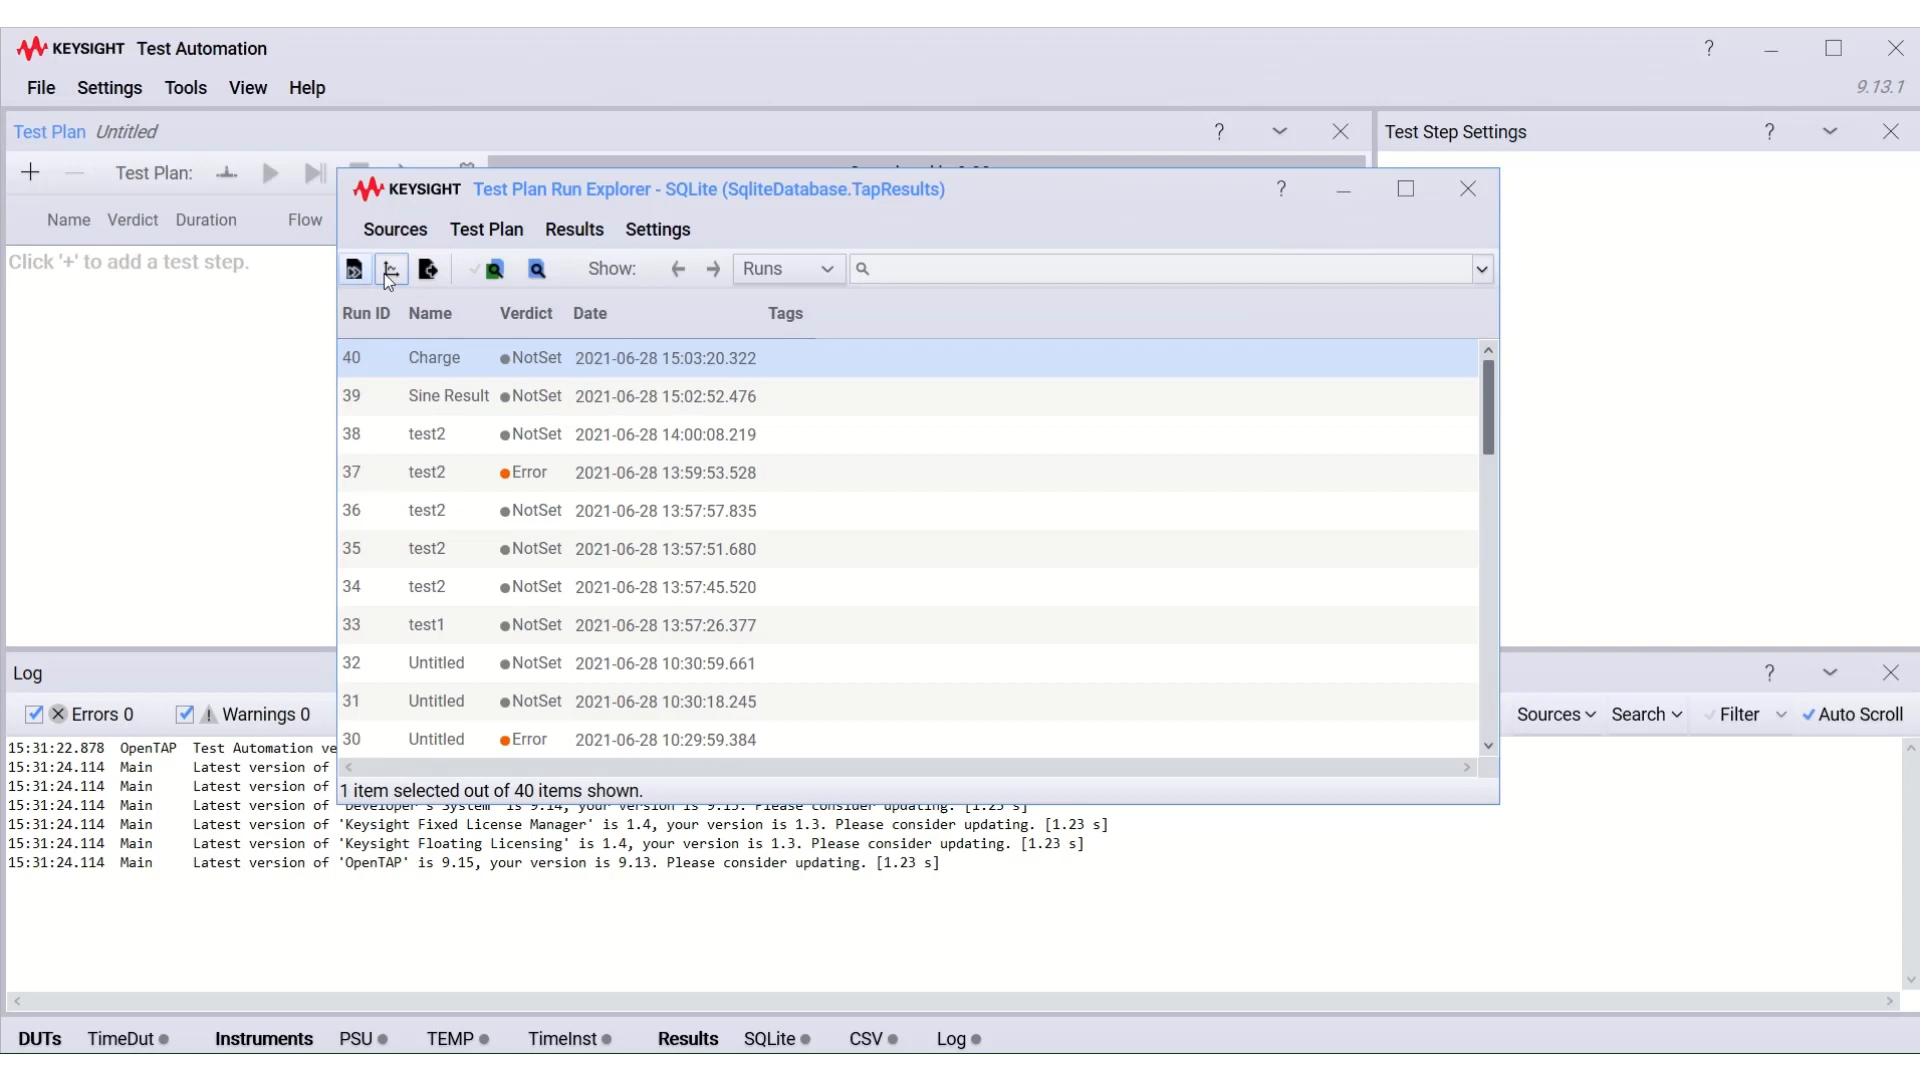 KEYSIGHT Test Automation
File Settings Tools View Help
9.13.1
Test Plan Untitled
Test Step Settings
Test Plan:
Name Verdict Duration Flow
Click '+' to add a test step.
KEYSIGHT Test Plan Run Explorer - SQLite (SqliteDatabase.TapResults)
Sources Test Plan Results Settings
Show: Runs
Run ID Name Verdict Date Tags
40 Charge NotSet 2021-06-28 15:03:20.322
39 Sine Result NotSet 2021-06-28 15:02:52.476
38 test2 NotSet 2021-06-28 14:00:08.219
37 test2 Error 2021-06-28 13:59:53.528
36 test2 NotSet 2021-06-28 13:57:57.835
35 test2 NotSet 2021-06-28 13:57:51.680
34 test2 NotSet 2021-06-28 13:57:45.520
33 test1 NotSet 2021-06-28 13:57:26.377
32 Untitled NotSet 2021-06-28 10:30:59.661
31 Untitled NotSet 2021-06-28 10:30:18.245
30 Untitled Error 2021-06-28 10:29:59.384
1 item selected out of 40 items shown.
Log
Errors 0 Warnings 0 Sources Search Filter Auto Scroll
15:31:22.878 OpenTAP Test Automation ve
15:31:24.114 Main Latest version of
15:31:24.114 Main Latest version of
15:31:24.114 Main Latest version of 'Developer's System' is 9.14, your version is 9.13. Please consider updating. [1.23 s]
15:31:24.114 Main Latest version of 'Keysight Fixed License Manager' is 1.4, your version is 1.3. Please consider updating. [1.23 s]
15:31:24.114 Main Latest version of 'Keysight Floating Licensing' is 1.4, your version is 1.3. Please consider updating. [1.23 s]
15:31:24.114 Main Latest version of 'OpenTAP' is 9.15, your version is 9.13. Please consider updating. [1.23 s]
DUTs TimeDut Instruments PSU TEMP TimeInst Results SQLite CSV Log